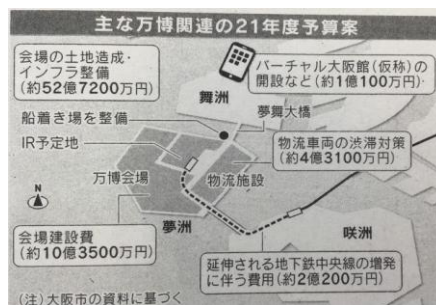 主な万博関連の21年度予算案
会場の土地造成・
インフラ整備
(約52億7200万円)
バーチャル大阪館(仮称)の
開設など(約1億100万円)
舞洲
船着き場を整備
夢舞大橋
IR予定地
物流車両の渋滞対策
(約4億3100万円)
万博会場
物流施設
N
夢洲
咲洲
会場建設費
(約10億3500万円)
延伸される地下鉄中央線の増発
に伴う費用(約2億200万円)
(注)大阪市の資料に基づく